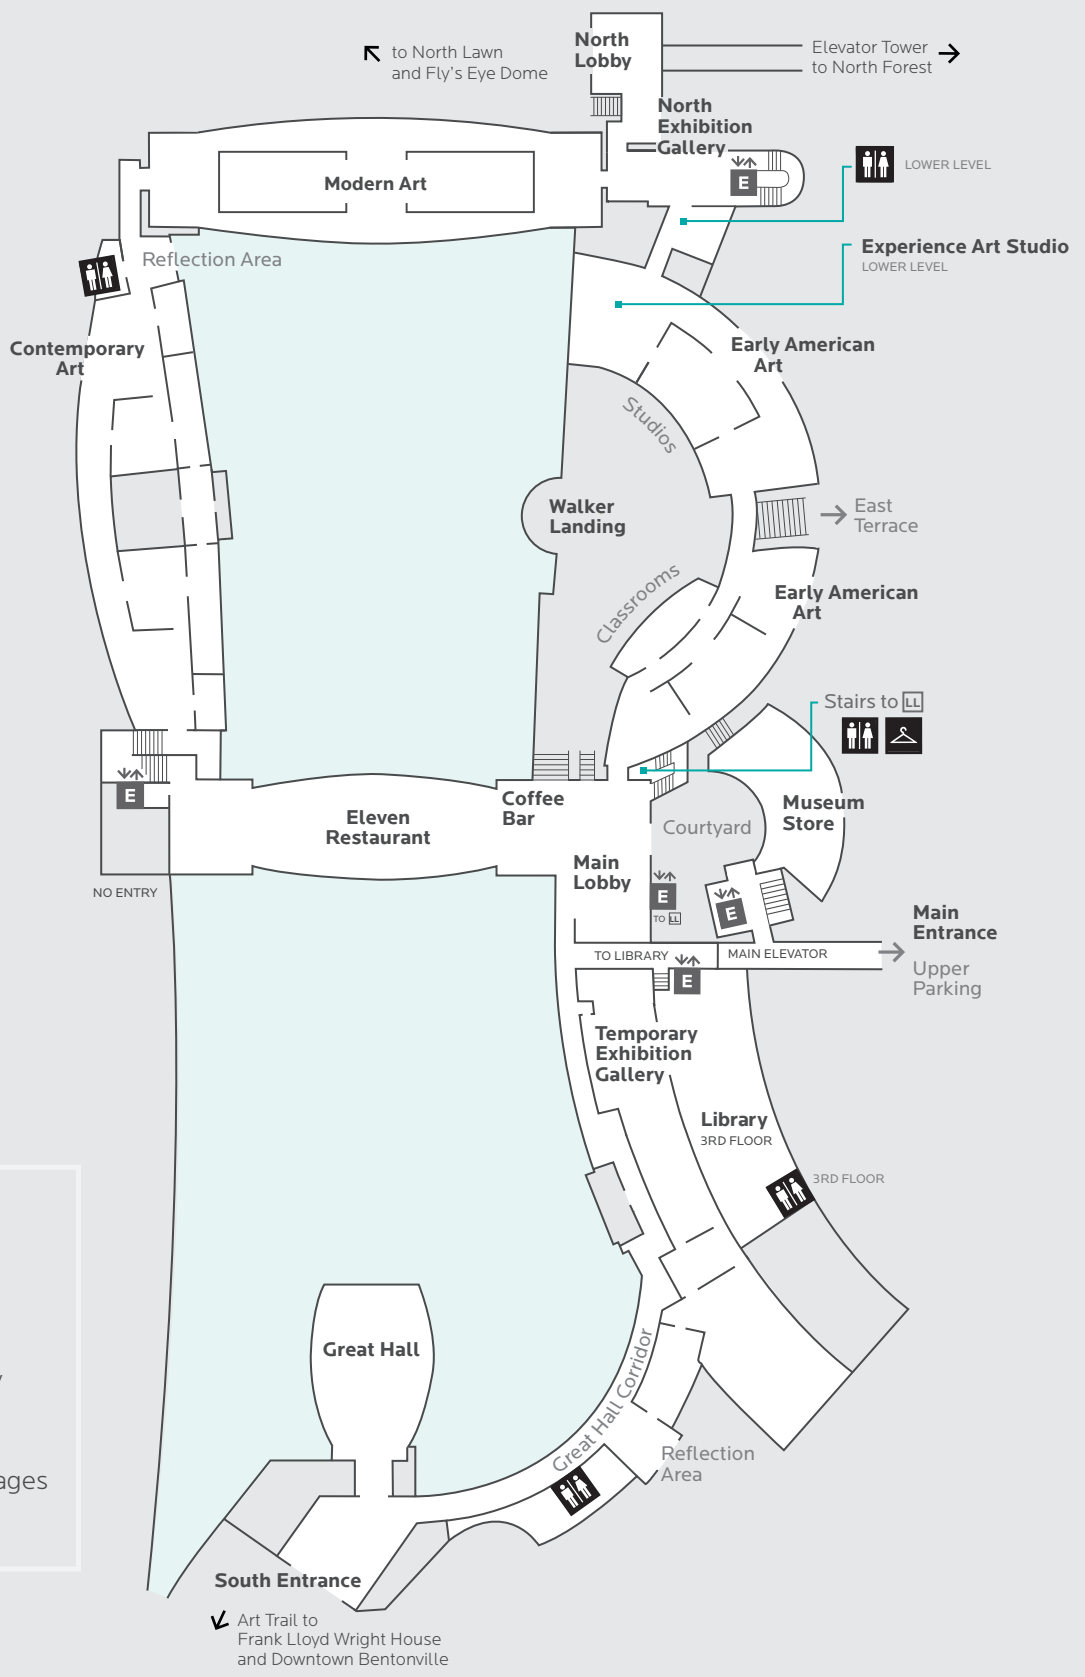 to North Lawn
and Fly's Eye Dome
North
Lobby
Elevator Tower
to North Forest
North
Exhibition
Gallery
E
LOWER LEVEL
Modern Art
Experience Art Studio
LOWER LEVEL
Reflection Area
Contemporary
Art
Early American
Art
Studios
Walker
Landing
East
Terrace
Classrooms
Early American
Art
Stairs to LL
E
Coffee
Bar
Eleven
Restaurant
Museum
Store
Courtyard
Main
Lobby
E
TO LL
E
NO ENTRY
Main
Entrance
TO LIBRARY
MAIN ELEVATOR
Upper
Parking
E
Temporary
Exhibition
Gallery
Library
3RD FLOOR
3RD FLOOR
Great Hall
Great Hall Corridor
Reflection
Area
ages
South Entrance
Art Trail to
Frank Lloyd Wright House
and Downtown Bentonville